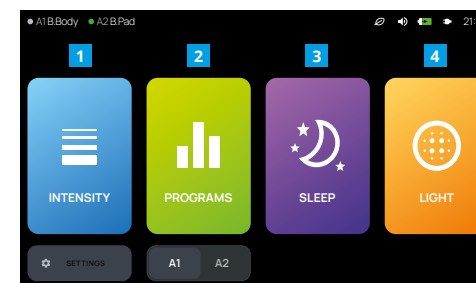 A1 B.Body A2 B.Pad 21:
1 2 3 4
INTENSITY PROGRAMS SLEEP LIGHT
SETTINGS A1 A2